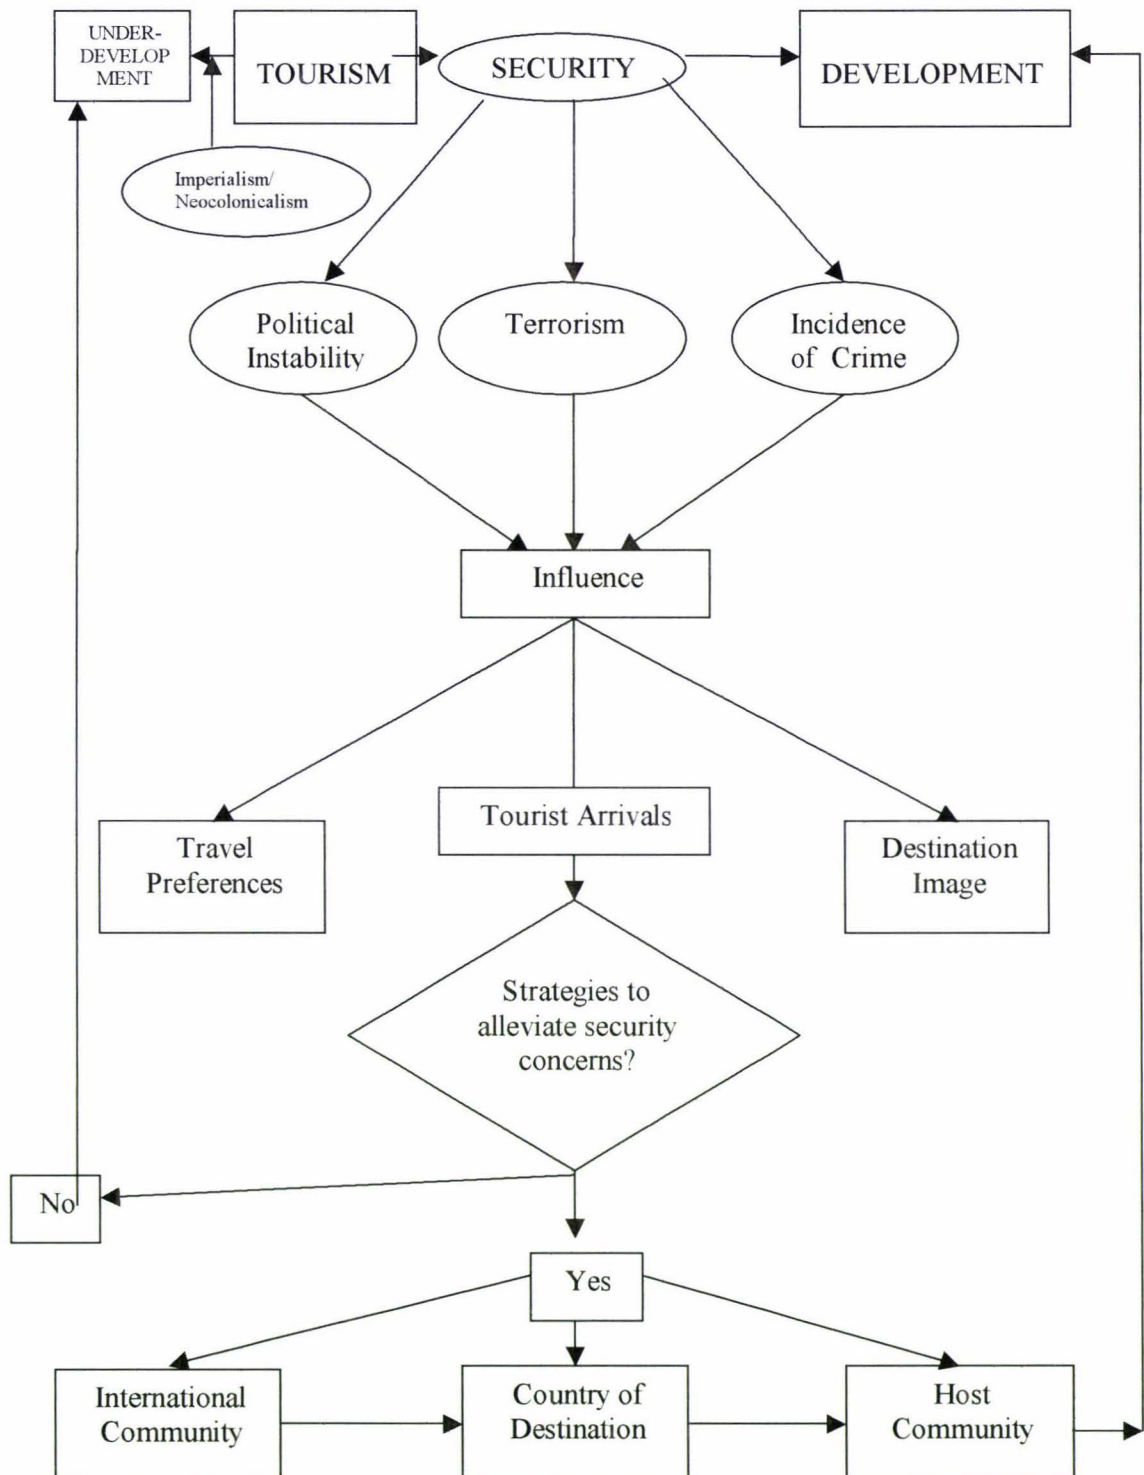 UNDER-
DEVELOP
MENT
TOURISM
SECURITY
DEVELOPMENT
Imperialism/
Neocolonicalism
Political
Instability
Terrorism
Incidence
of Crime
Influence
Travel
Preferences
Tourist Arrivals
Destination
Image
Strategies to
alleviate security
concerns?
No
Yes
International
Community
Country of
Destination
Host
Community